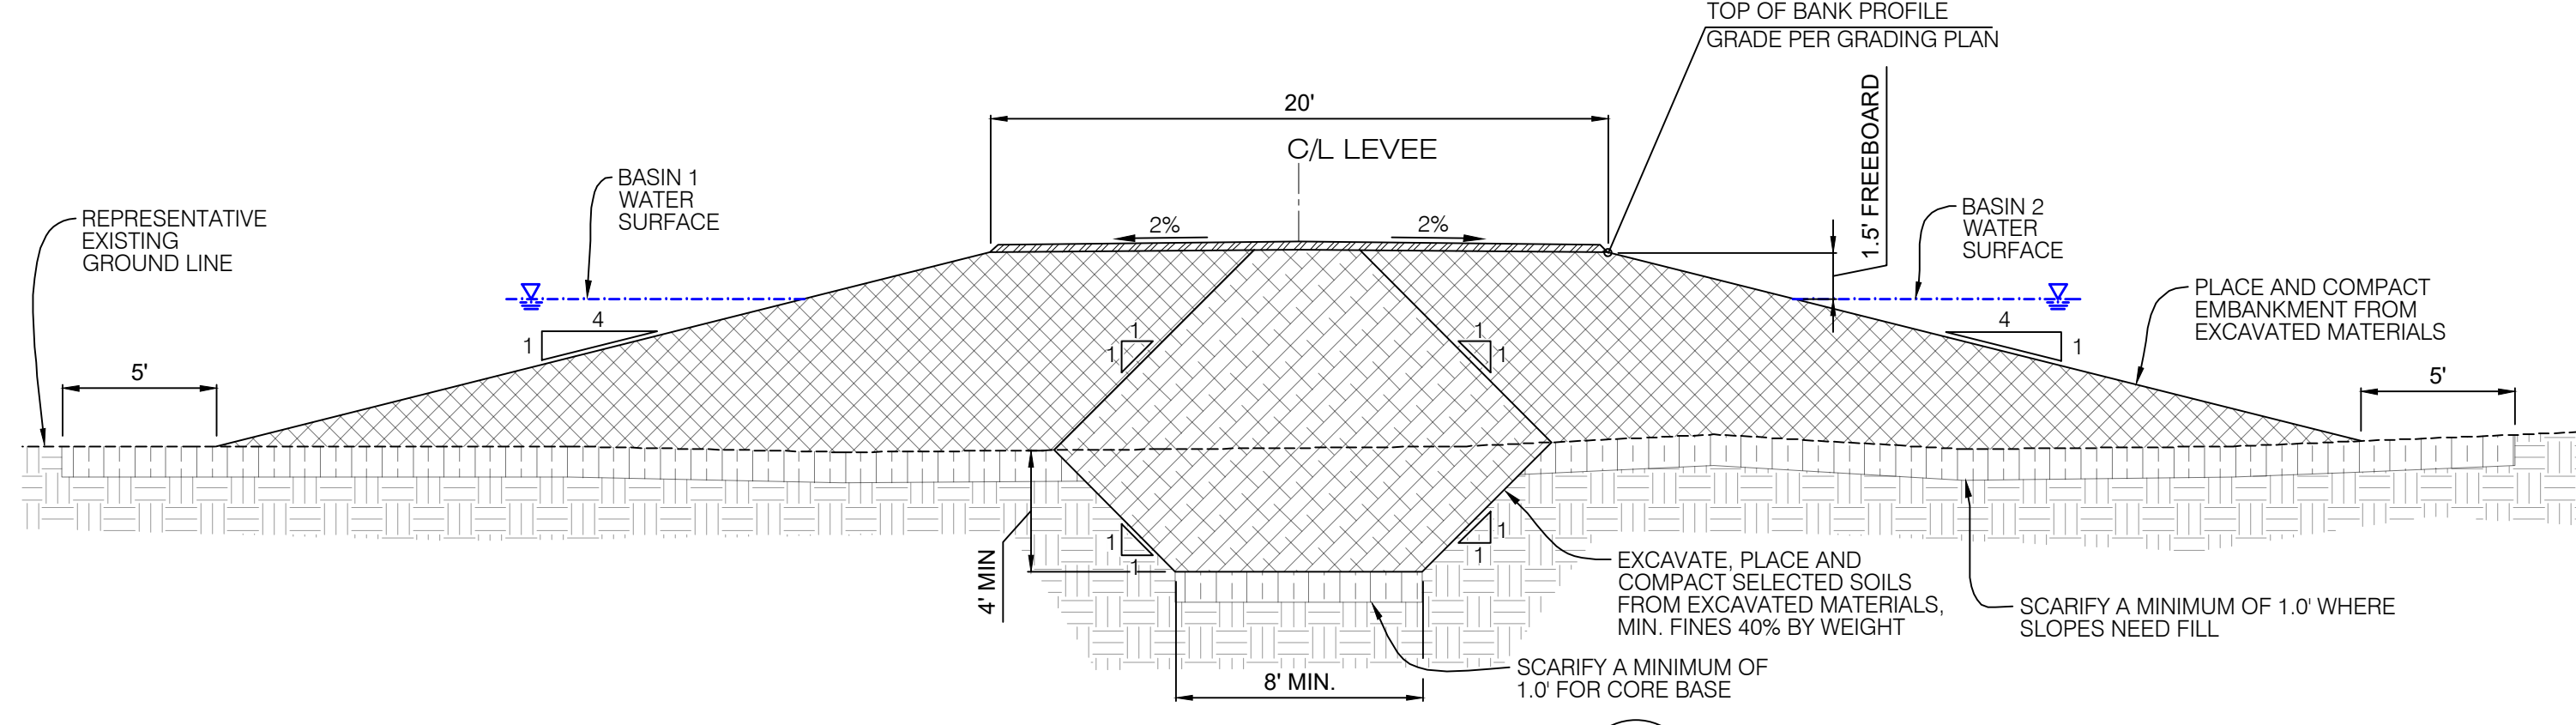 TOP OF BANK PROFILE
GRADE PER GRADING PLAN
20'
C/L LEVEE
1.5' FREEBOARD
BASIN 1
WATER
SURFACE
BASIN 2
WATER
SURFACE
REPRESENTATIVE
EXISTING
GROUND LINE
2%
2%
PLACE AND COMPACT
EMBANKMENT FROM
EXCAVATED MATERIALS
4
1
1
1
1
1
4
1
5'
5'
4' MIN
1
1
1
1
EXCAVATE, PLACE AND
COMPACT SELECTED SOILS
FROM EXCAVATED MATERIALS,
MIN. FINES 40% BY WEIGHT
SCARIFY A MINIMUM OF 1.0' WHERE
SLOPES NEED FILL
SCARIFY A MINIMUM OF
1.0' FOR CORE BASE
8' MIN.